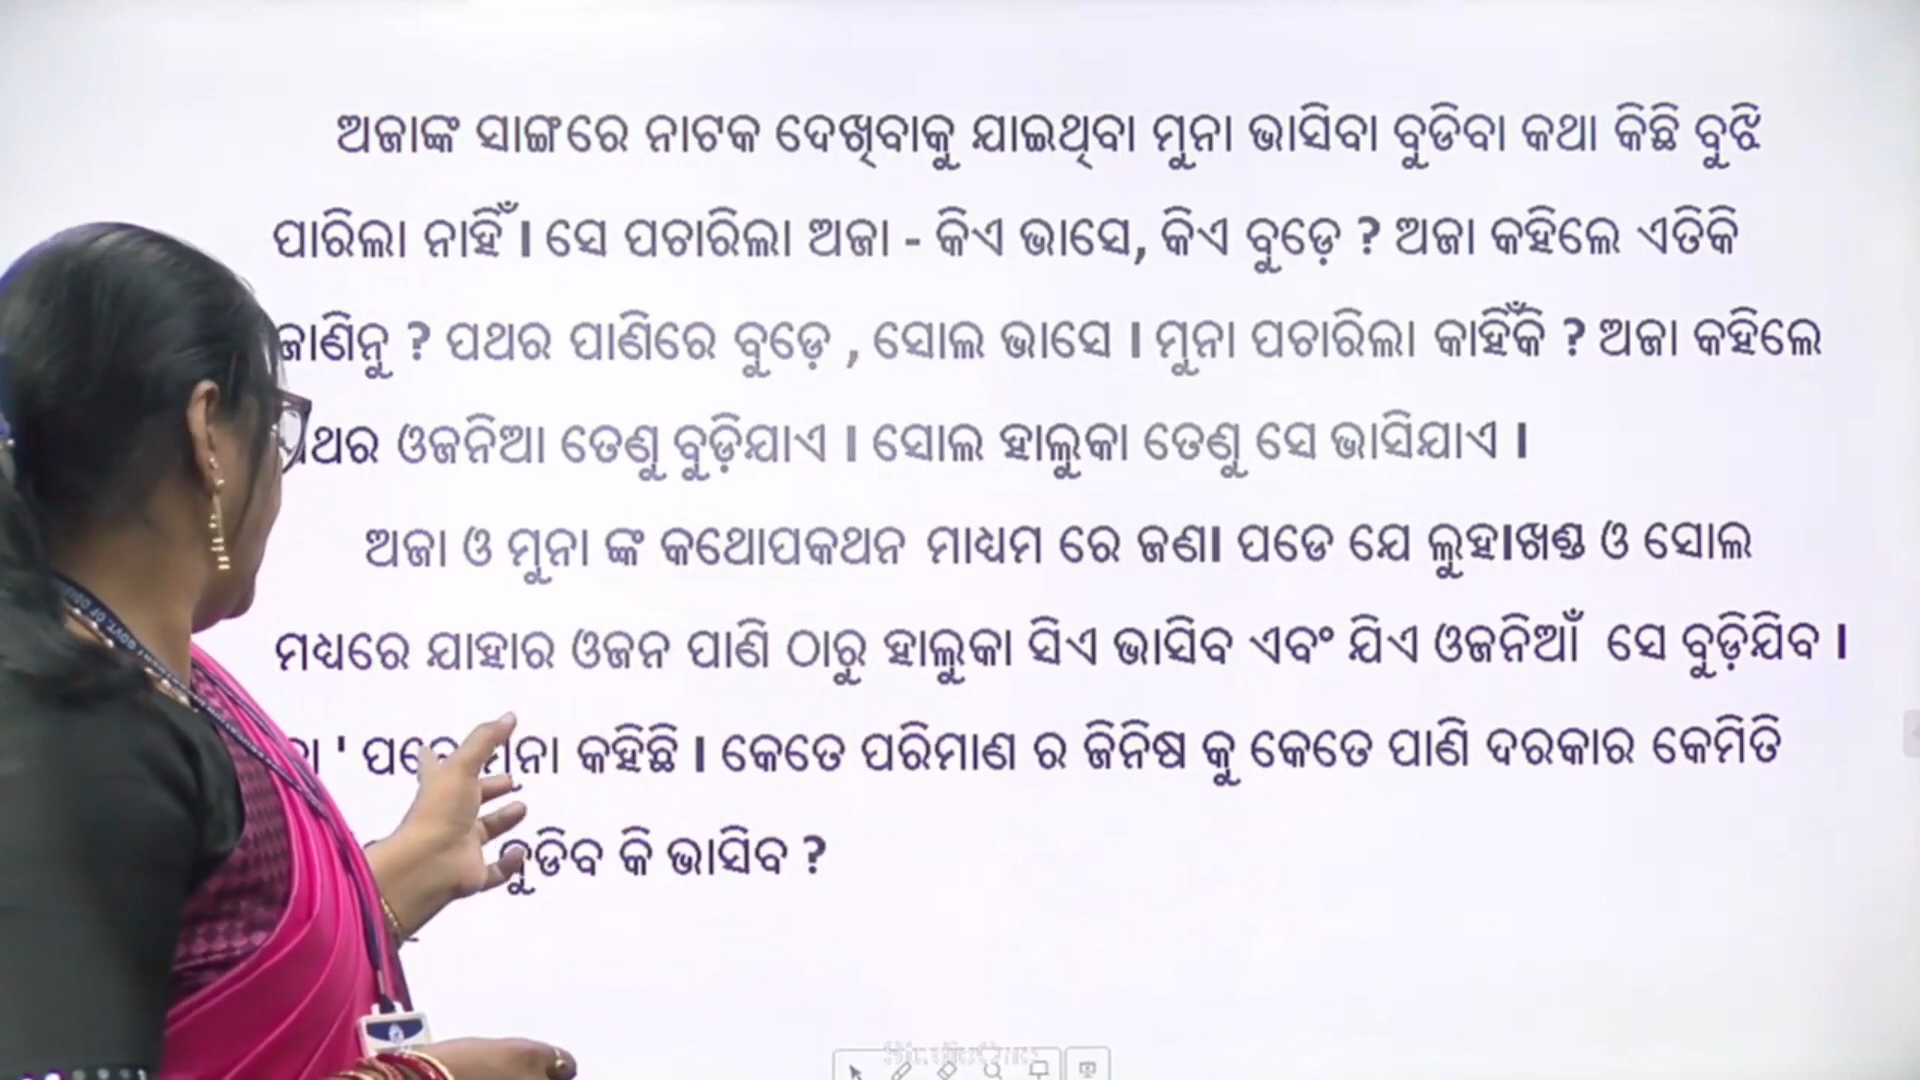 ଅଜାଙ୍କ ସାଙ୍ଗରେ ନାଟକ ଦେଖିବାକୁ ଯାଇଥିବା ମୁନା ଭାସିବା ବୁଡିବା କଥା କିଛି ବୁଝି
ପାରିଲା ନାହିଁ । ସେ ପଚାରିଲା ଅଜା - କିଏ ଭାସେ, କିଏ ବୁଡ଼େ ? ଅଜା କହିଲେ ଏତିକି
ଜାଣିନୁ ? ପଥର ପାଣିରେ ବୁଡ଼େ , ସୋଲ ଭାସେ । ମୁନା ପଚାରିଲା କାହିଁକି ? ଅଜା କହିଲେ
ଓଜନିଆ ତେଣୁ ବୁଡ଼ିଯାଏ । ସୋଲ ହାଲୁକା ତେଣୁ ସେ ଭାସିଯାଏ ।
ଅଜା ଓ ମୁନା ଙ୍କ କଥୋପକଥନ ମାଧ୍ୟମ ରେ ଜଣା ପଡେ ଯେ ଲୁହାଖଣ୍ଡ ଓ ସୋଲ
ମଧ୍ୟରେ ଯାହାର ଓଜନ ପାଣି ଠାରୁ ହାଲୁକା ସିଏ ଭାସିବ ଏବଂ ଯିଏ ଓଜନିଆଁ ସେ ବୁଡ଼ିଯିବ ।
କହିଛି । କେତେ ପରିମାଣ ର ଜିନିଷ କୁ କେତେ ପାଣି ଦରକାର କେମିତି
ବୁଡିବ କି ଭାସିବ ?